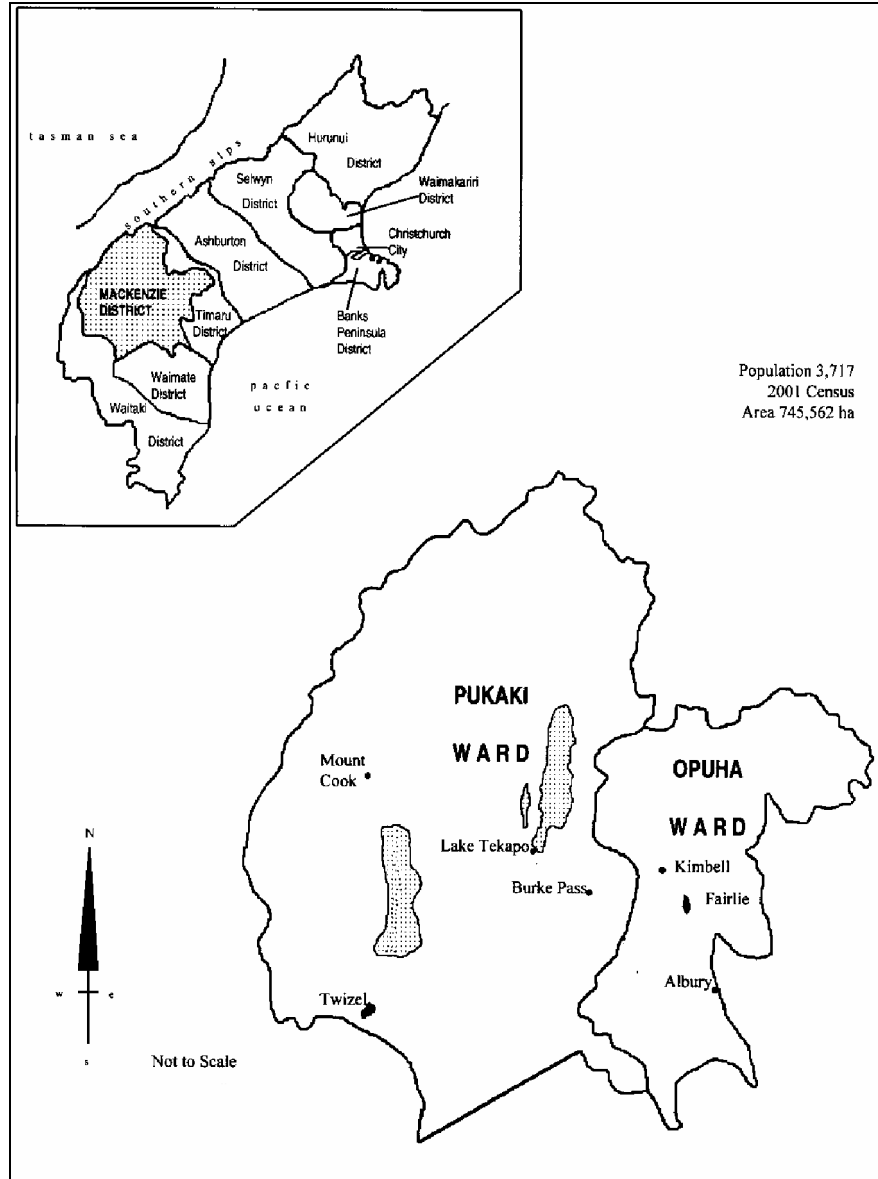 tasman sea
southern alps
Hurunui
District
Selwyn
District
Waimakariri
District
Christchurch
City
Ashburton
District
MACKENZIE
DISTRICT
Timaru
District
Banks
Peninsula
District
Waimate
District
Waitaki
District
pacfic
ocean
Population 3,717
2001 Census
Area 745,562 ha
PUKAKI
WARD
OPUHA
WARD
Mount
Cook
Lake Tekapo
Kimbell
Burke Pass
Fairlie
Albury
Twizel
N
w e
s
Not to Scale